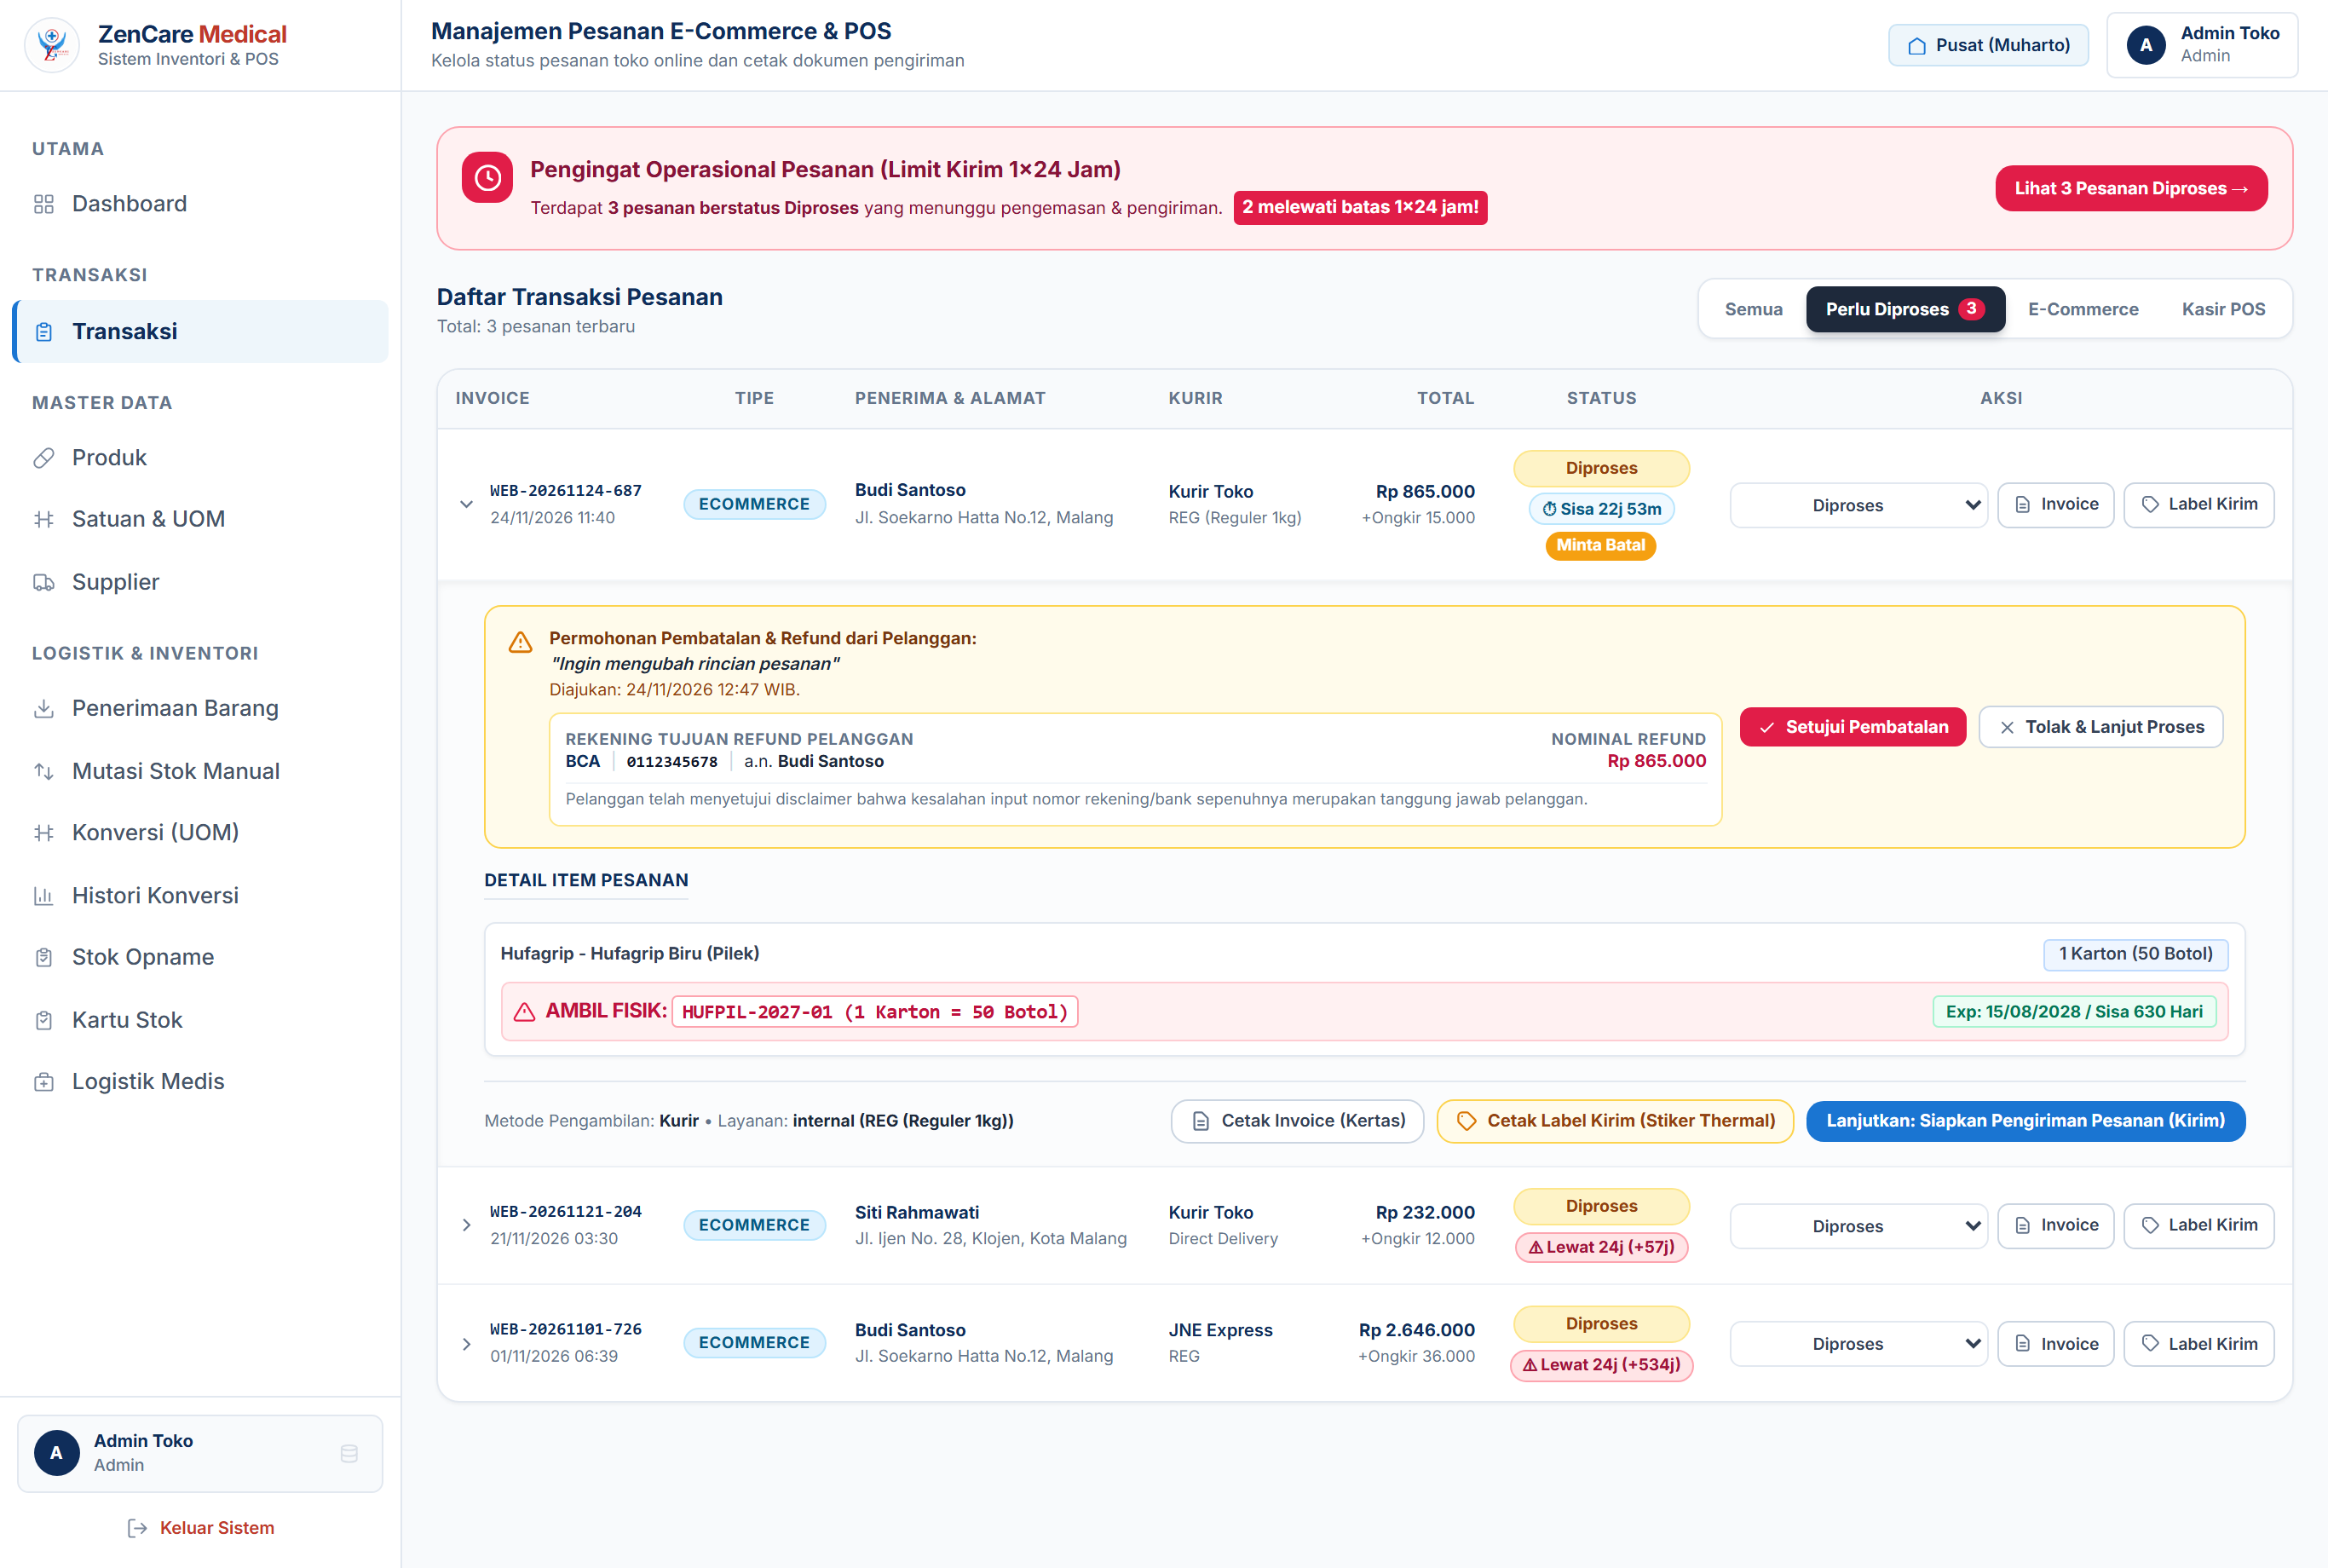 ZenCare Medical
Sistem Inventori & POS
Manajemen Pesanan E-Commerce & POS
Kelola status pesanan toko online dan cetak dokumen pengiriman
Pusat (Muharto)
A
Admin Toko
Admin
UTAMA
Dashboard
TRANSAKSI
Transaksi
MASTER DATA
Produk
Satuan & UOM
Supplier
LOGISTIK & INVENTORI
Penerimaan Barang
Mutasi Stok Manual
Konversi (UOM)
Histori Konversi
Stok Opname
Kartu Stok
Logistik Medis
A
Admin Toko
Admin
Keluar Sistem
Pengingat Operasional Pesanan (Limit Kirim 1×24 Jam)
Terdapat 3 pesanan berstatus Diproses yang menunggu pengemasan & pengiriman. 2 melewati batas 1×24 jam!
Lihat 3 Pesanan Diproses →
Daftar Transaksi Pesanan
Total: 3 pesanan terbaru
Semua Perlu Diproses 3 E-Commerce Kasir POS
INVOICE TIPE PENERIMA & ALAMAT KURIR TOTAL STATUS AKSI
WEB-20261124-687
24/11/2026 11:40
ECOMMERCE
Budi Santoso
Jl. Soekarno Hatta No.12, Malang
Kurir Toko
REG (Reguler 1kg)
Rp 865.000
+Ongkir 15.000
Diproses
⏱ Sisa 22j 53m
Minta Batal
Diproses
Invoice
Label Kirim
Permohonan Pembatalan & Refund dari Pelanggan:
"Ingin mengubah rincian pesanan"
Diajukan: 24/11/2026 12:47 WIB.
REKENING TUJUAN REFUND PELANGGAN
BCA | 0112345678 | a.n. Budi Santoso
NOMINAL REFUND
Rp 865.000
Pelanggan telah menyetujui disclaimer bahwa kesalahan input nomor rekening/bank sepenuhnya merupakan tanggung jawab pelanggan.
Setujui Pembatalan
Tolak & Lanjut Proses
DETAIL ITEM PESANAN
Hufagrip - Hufagrip Biru (Pilek)
1 Karton (50 Botol)
AMBIL FISIK: HUFPIL-2027-01 (1 Karton = 50 Botol)
Exp: 15/08/2028 / Sisa 630 Hari
Metode Pengambilan: Kurir • Layanan: internal (REG (Reguler 1kg))
Cetak Invoice (Kertas)
Cetak Label Kirim (Stiker Thermal)
Lanjutkan: Siapkan Pengiriman Pesanan (Kirim)
WEB-20261121-204
21/11/2026 03:30
ECOMMERCE
Siti Rahmawati
Jl. Ijen No. 28, Klojen, Kota Malang
Kurir Toko
Direct Delivery
Rp 232.000
+Ongkir 12.000
Diproses
⚠ Lewat 24j (+57j)
Diproses
Invoice
Label Kirim
WEB-20261101-726
01/11/2026 06:39
ECOMMERCE
Budi Santoso
Jl. Soekarno Hatta No.12, Malang
JNE Express
REG
Rp 2.646.000
+Ongkir 36.000
Diproses
⚠ Lewat 24j (+534j)
Diproses
Invoice
Label Kirim